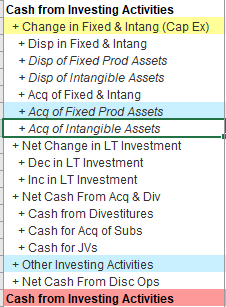 Cash from Investing Activities
+ Change in Fixed & Intang (Cap Ex)
+ Disp in Fixed & Intang
+ Disp of Fixed Prod Assets
+ Disp of Intangible Assets
+ Acq of Fixed & Intang
+ Acq of Fixed Prod Assets
+ Acq of Intangible Assets
+ Net Change in LT Investment
+ Dec in LT Investment
+ Inc in LT Investment
+ Net Cash From Acq & Div
+ Cash from Divestitures
+ Cash for Acq of Subs
+ Cash for JVs
+ Other Investing Activities
+ Net Cash From Disc Ops
Cash from Investing Activities